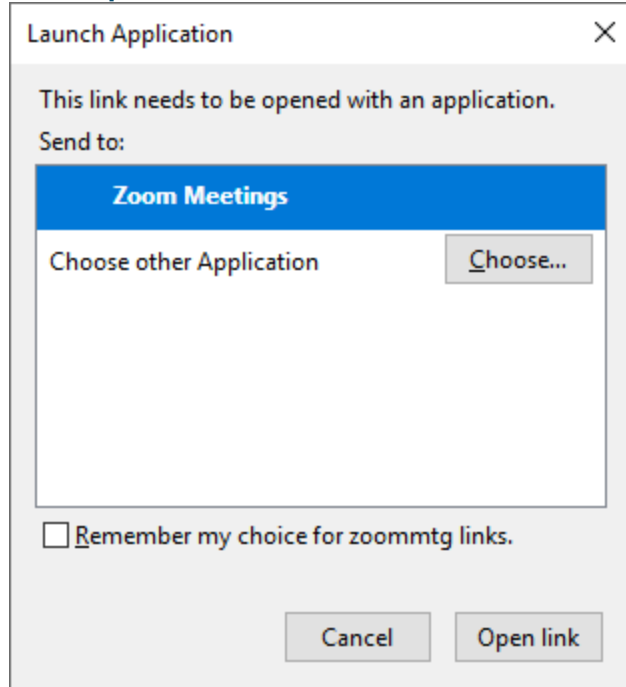 Launch Application
This link needs to be opened with an application.
Send to:
Zoom Meetings
Choose other Application
Choose...
Remember my choice for zoommtg links.
Cancel
Open link